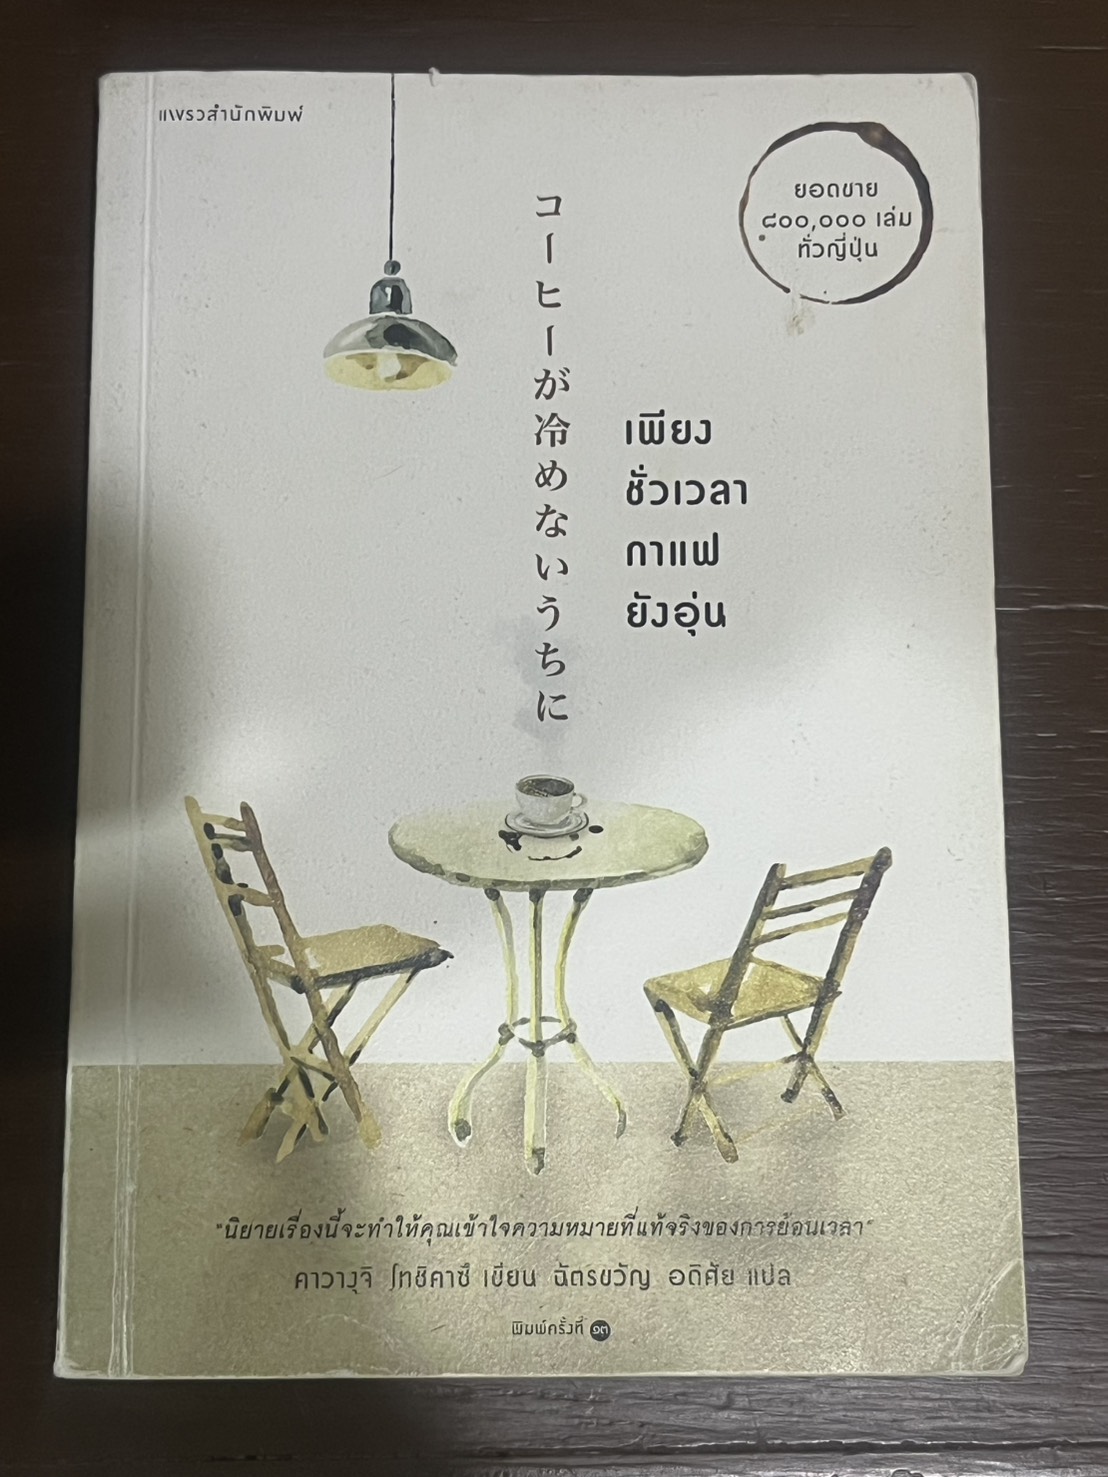 แพรวสำนักพิมพ์
ยอดขาย
๘๐๐,๐๐๐ เล่ม
ทั่วญี่ปุ่น
コーヒーが冷めないうちに
เพียง
ชั่วเวลา
กาแฟ
ยังอุ่น
"นิยายเรื่องนี้จะทำให้คุณเข้าใจความหมายที่แท้จริงของการย้อนเวลา"
คาวางุจิ โทชิคาซึ เขียน ฉัตรขวัญ อดิศัย แปล
พิมพ์ครั้งที่ ๑๓